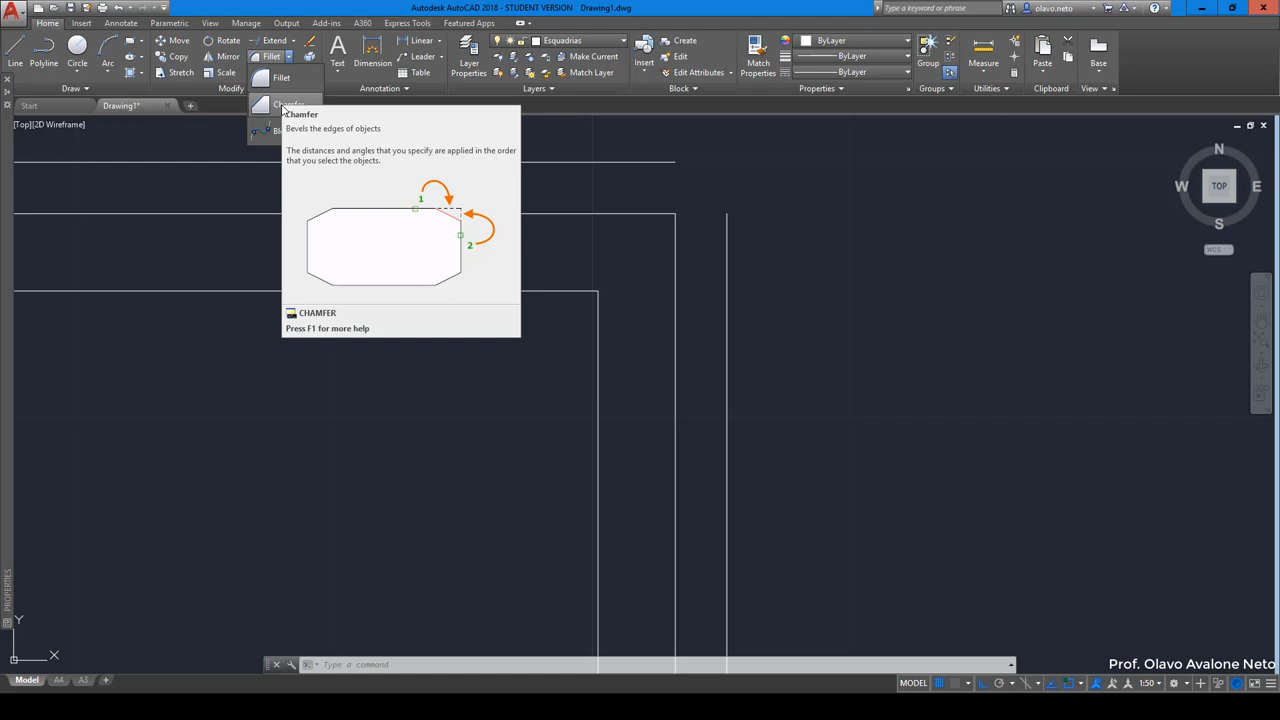 Autodesk AutoCAD 2018 - STUDENT VERSION Drawing1.dwg
Type a keyword or phrase
olavo.neto
Home Insert Annotate Parametric View Manage Output Add-ins A360 Express Tools Featured Apps
Line Polyline Circle Arc
Move Rotate Extend
Copy Mirror Fillet
Stretch Scale
Text Dimension
Linear
Leader
Table
Layer Properties
Esquadrias
Make Current
Match Layer
Insert
Create
Edit
Edit Attributes
Match Properties
ByLayer
ByLayer
ByLayer
Group Measure Paste Base
Draw Modify Annotation Layers Block Properties Groups Utilities Clipboard View
Fillet
Chamfer
Start Drawing1*
[Top][2D Wireframe]
Chamfer
Bevels the edges of objects
The distances and angles that you specify are applied in the order
that you select the objects.
1
2
CHAMFER
Press F1 for more help
N
W TOP E
S
WCS
PROPERTIES
Y
X
Type a command
Prof. Olavo Avalone Neto
Model A4 A3
MODEL 1:50